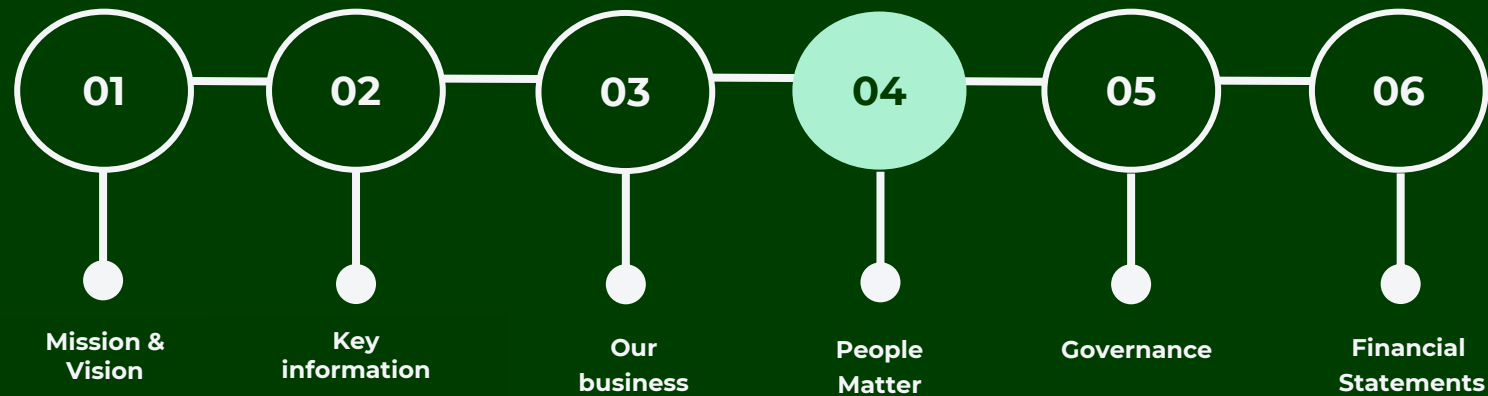 01
02
03
04
05
06
Mission &
Vision
Key
information
Our
business
People
Matter
Governance
Financial
Statements